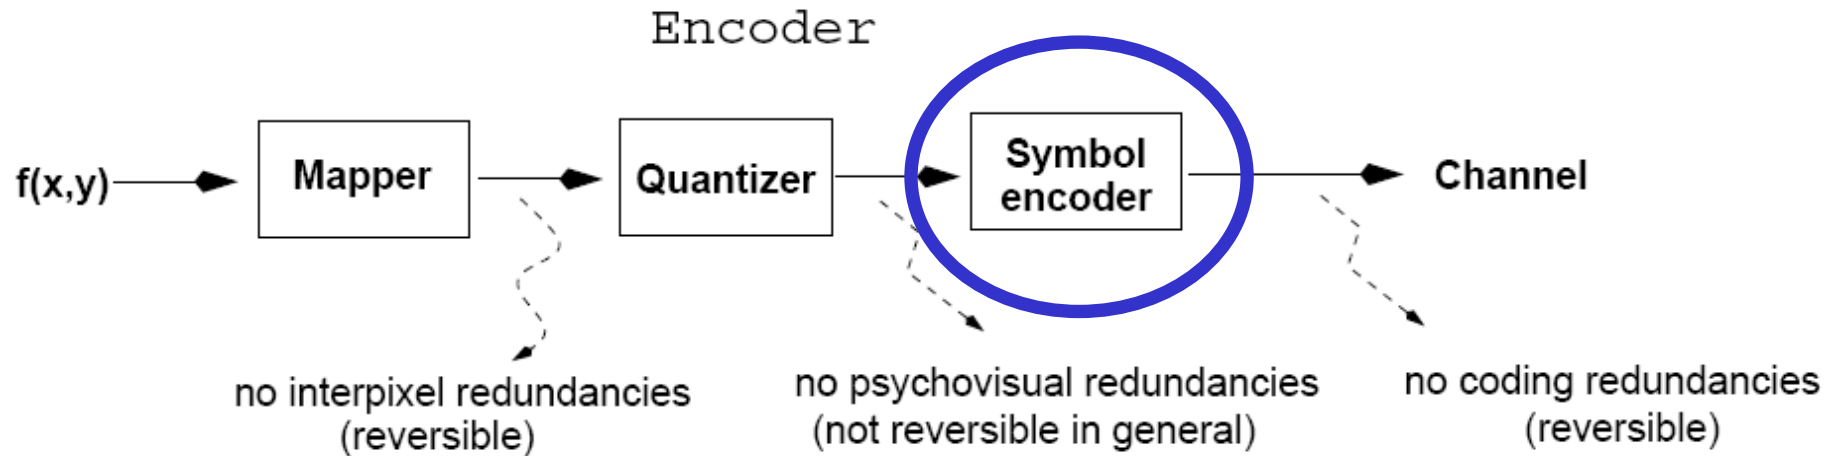 Encoder
f(x,y)
Mapper
Quantizer
Symbol
encoder
Channel
no interpixel redundancies
(reversible)
no psychovisual redundancies
(not reversible in general)
no coding redundancies
(reversible)